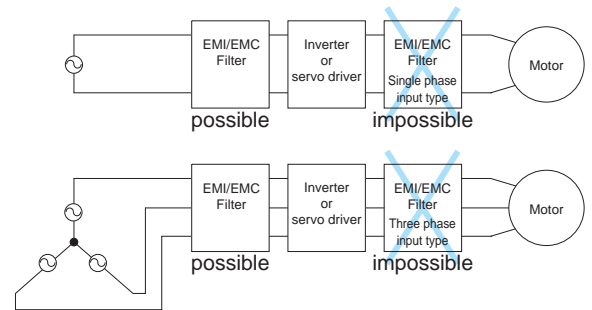 EMI/EMC
Filter
Inverter
or
servo driver
EMI/EMC
Filter
Single phase
input type
Motor
possible
impossible
EMI/EMC
Filter
Inverter
or
servo driver
EMI/EMC
Filter
Three phase
input type
Motor
possible
impossible